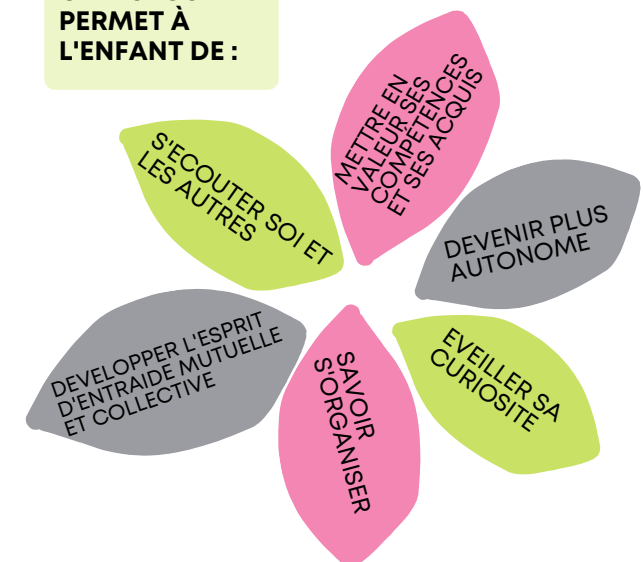 PERMET À
L'ENFANT DE :
METTRE EN
VALEUR SES
COMPÉTENCES
ET SES ACQUIS
S'ECOUTER SOI ET
LES AUTRES
DEVENIR PLUS
AUTONOME
EVEILLER SA
CURIOSITE
SAVOIR
S'ORGANISER
DEVELOPPER L'ESPRIT
D'ENTRAIDE MUTUELLE
ET COLLECTIVE